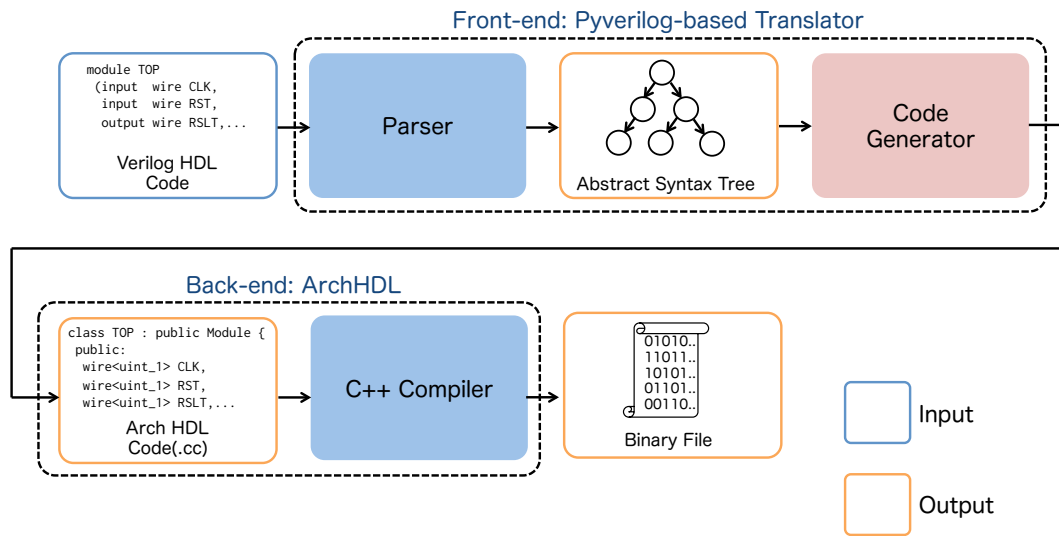 Front-end: Pyverilog-based Translator
module TOP
(input wire CLK,
input wire RST,
output wire RSLT,...
Verilog HDL
Code
Parser
Abstract Syntax Tree
Code
Generator
Back-end: ArchHDL
class TOP : public Module {
public:
wire<uint_1> CLK,
wire<uint_1> RST,
wire<uint_1> RSLT,...
Arch HDL
Code(.cc)
C++ Compiler
01010..
11011..
10101..
01101..
00110..
Binary File
Input
Output